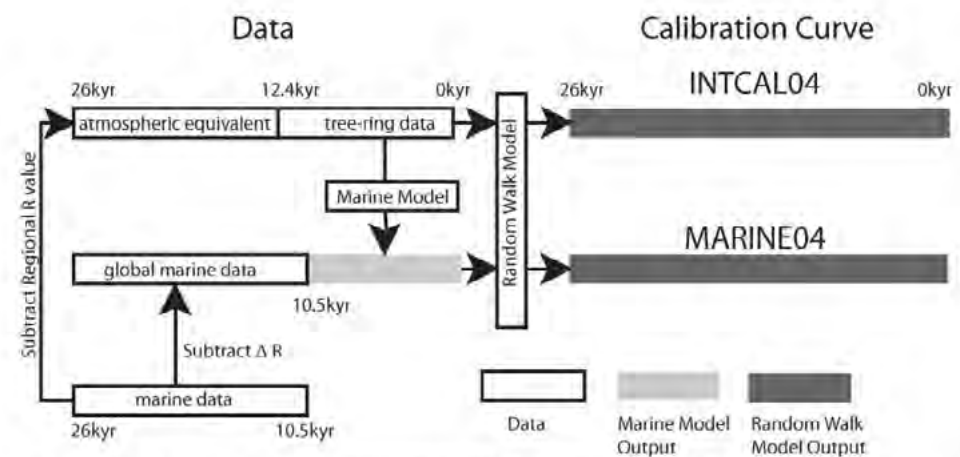 Data
Calibration Curve
26kyr
12.4kyr
0kyr
26kyr
INTCAL04
0kyr
atmospheric equivalent
tree-ring data
Subtract Regional R value
Marine Model
Random Walk Model
MARINE04
global marine data
10.5kyr
Subtract Δ R
marine data
26kyr
10.5kyr
Data
Marine Model
Output
Random Walk
Model Output